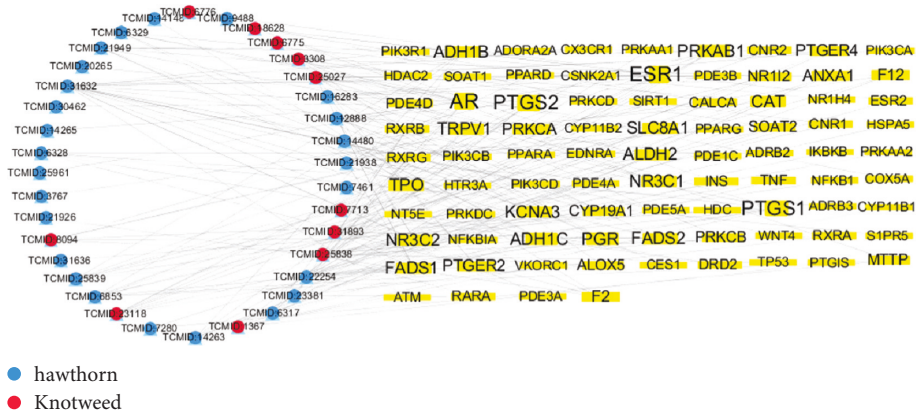 TCMID:6776
TCMID:14148 TCMID:9488
TCMID:6329 TCMID:18628
TCMID:21949 TCMID:6775
TCMID:20265 TCMID:3308
TCMID:31632 TCMID:25027
TCMID:30462 TCMID:16283
TCMID:14265 TCMID:12888
TCMID:6328 TCMID:14480
TCMID:25961 TCMID:21938
TCMID:3767 TCMID:7461
TCMID:21926 TCMID:7713
TCMID:8094 TCMID:31893
TCMID:31636 TCMID:25838
TCMID:25839 TCMID:22254
TCMID:6853 TCMID:23381
TCMID:23118 TCMID:6317
TCMID:7280 TCMID:1367
TCMID:14263
PIK3R1 ADH1B ADORA2A CX3CR1 PRKAA1 PRKAB1 CNR2 PTGER4 PIK3CA
HDAC2 SOAT1 PPARD CSNK2A1 ESR1 PDE3B NR1I2 ANXA1 F12
PDE4D AR PTGS2 PRKCD SIRT1 CALCA CAT NR1H4 ESR2
RXRB TRPV1 PRKCA CYP11B2 SLC8A1 PPARG SOAT2 CNR1 HSPA5
RXRG PIK3CB PPARA EDNRA ALDH2 PDE1C ADRB2 IKBKB PRKAA2
TPO HTR3A PIK3CD PDE4A NR3C1 INS TNF NFKB1 COX5A
NT5E PRKDC KCNA3 CYP19A1 PDE5A HDC PTGS1 ADRB3 CYP11B1
NR3C2 NFKBIA ADH1C PGR FADS2 PRKCB WNT4 RXRA S1PR5
FADS1 PTGER2 VKORC1 ALOX5 CES1 DRD2 TP53 PTGIS MTTP
ATM RARA PDE3A F2
hawthorn
Knotweed